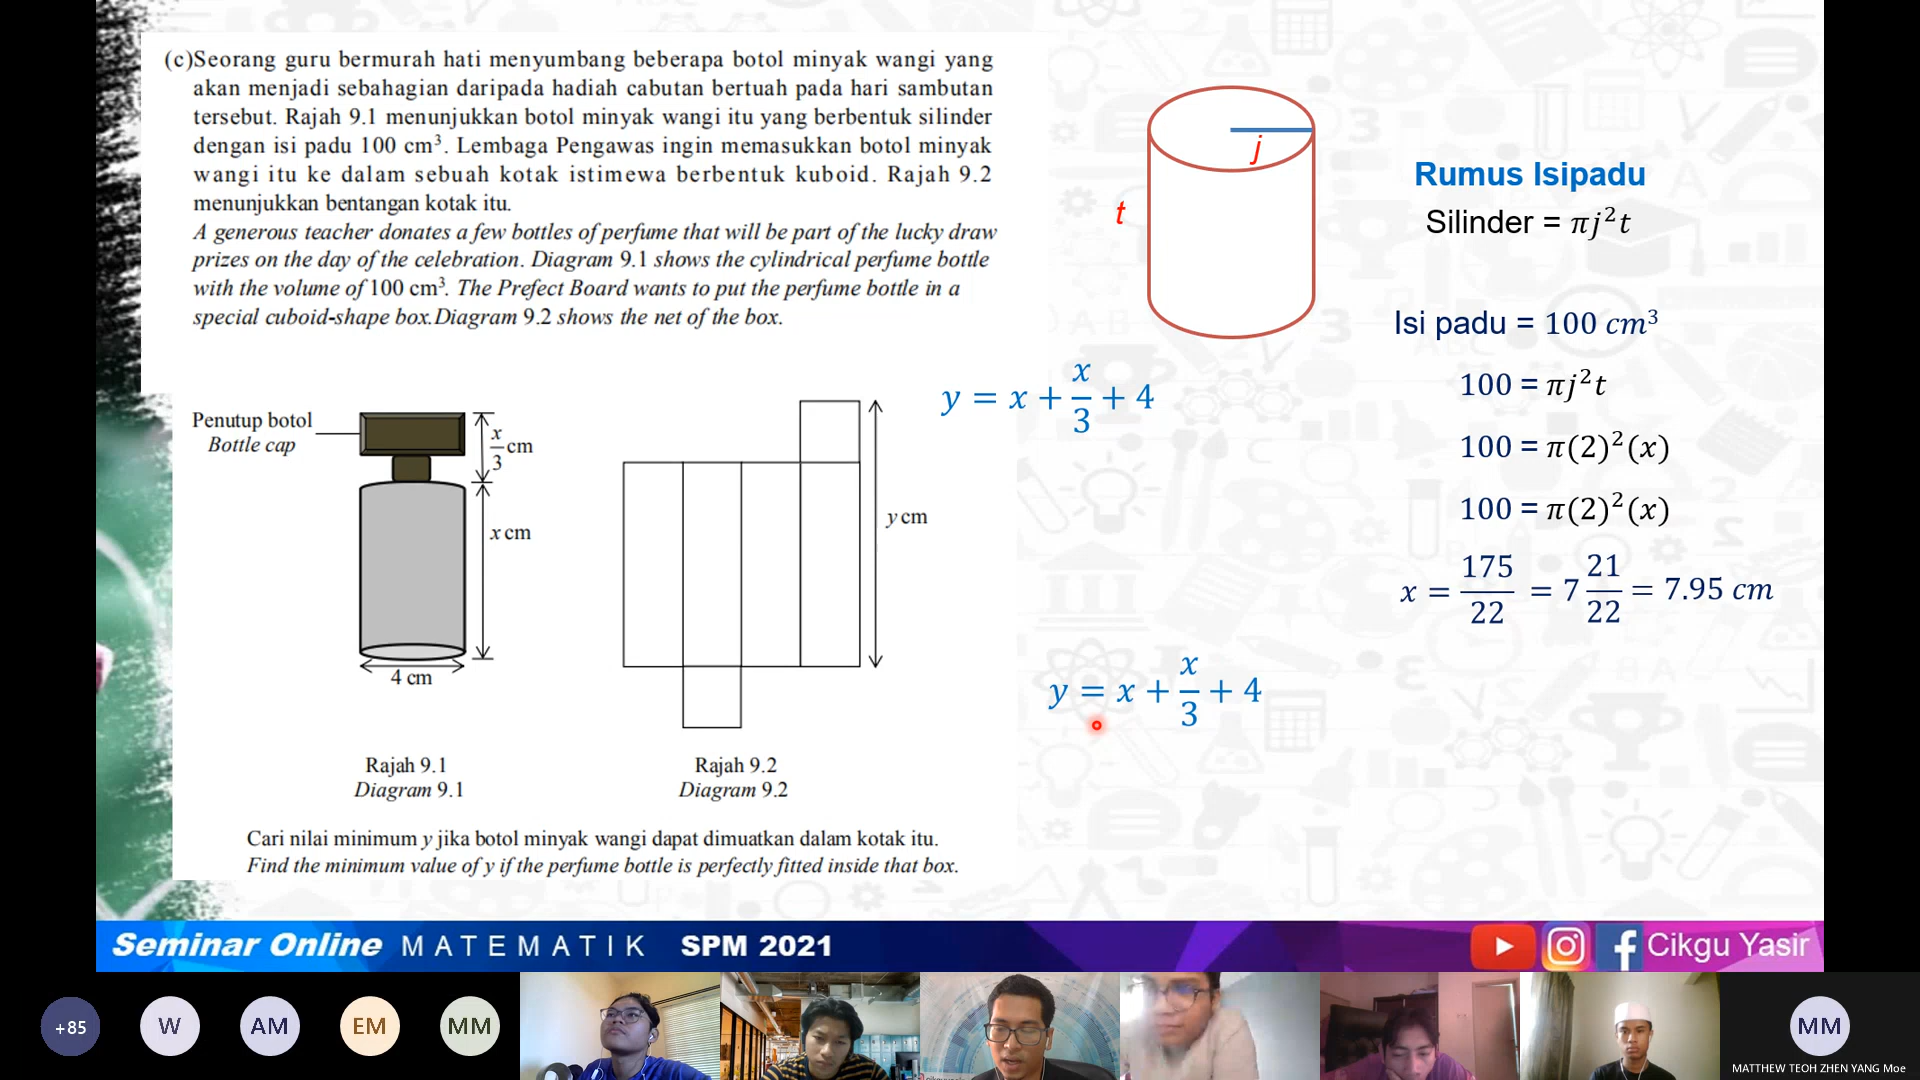 (c)Seorang guru bermurah hati menyumbang beberapa botol minyak wangi yang
akan menjadi sebahagian daripada hadiah cabutan bertuah pada hari sambutan
tersebut. Rajah 9.1 menunjukkan botol minyak wangi itu yang berbentuk silinder
dengan isi padu 100 cm³. Lembaga Pengawas ingin memasukkan botol minyak
wangi itu ke dalam sebuah kotak istimewa berbentuk kuboid. Rajah 9.2
menunjukkan bentangan kotak itu.
A generous teacher donates a few bottles of perfume that will be part of the lucky draw
prizes on the day of the celebration. Diagram 9.1 shows the cylindrical perfume bottle
with the volume of 100 cm³. The Prefect Board wants to put the perfume bottle in a
special cuboid-shape box.Diagram 9.2 shows the net of the box.
Penutup botol
Bottle cap
x/3 cm
x cm
4 cm
y cm
Rajah 9.1
Diagram 9.1
Rajah 9.2
Diagram 9.2
Cari nilai minimum y jika botol minyak wangi dapat dimuatkan dalam kotak itu.
Find the minimum value of y if the perfume bottle is perfectly fitted inside that box.
y = x + x/3 + 4
j
t
Rumus Isipadu
Silinder = πj²t
Isi padu = 100 cm³
100 = πj²t
100 = π(2)²(x)
100 = π(2)²(x)
x = 175/22 = 7 21/22 = 7.95 cm
y = x + x/3 + 4
Seminar Online MATEMATIK SPM 2021
Cikgu Yasir
+85
W
AM
EM
MM
MM
MATTHEW TEOH ZHEN YANG Moe